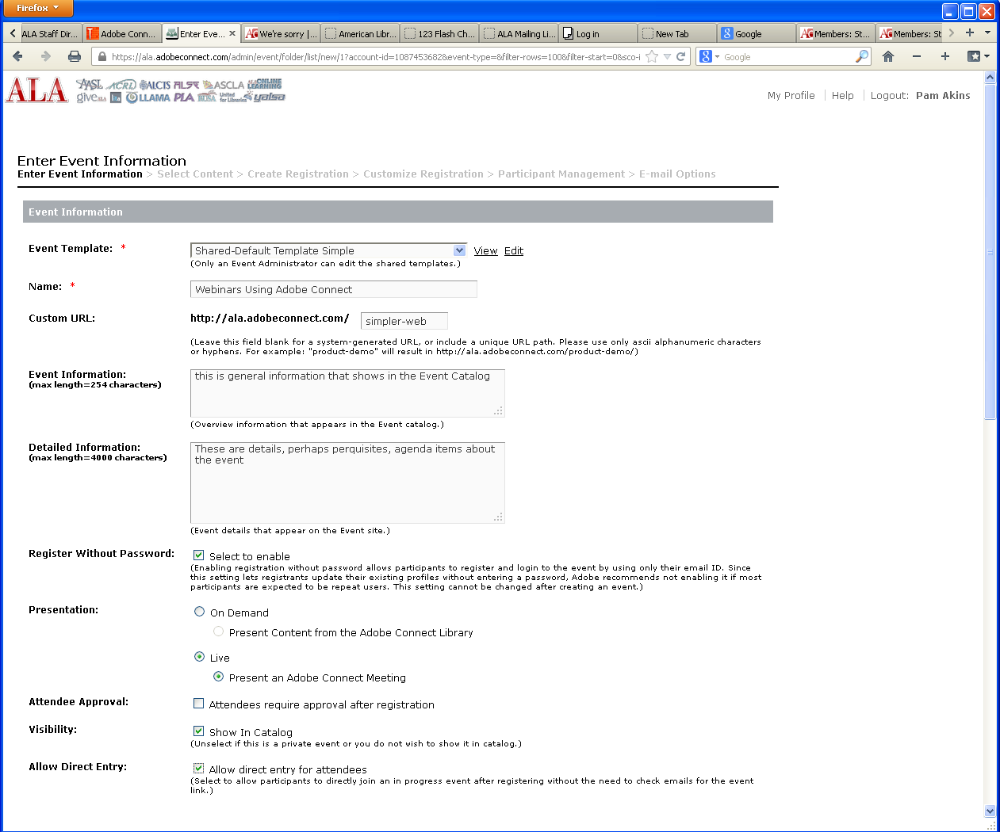 Firefox
ALA Staff Dir...
Adobe Conn...
Enter Eve...
We're sorry |...
American Libr...
123 Flash Ch...
ALA Mailing Li...
Log in
New Tab
Google
Members: St...
Members: St
https://ala.adobeconnect.com/admin/event/folder/list/new/1?account-id=1087453682&event-type=&filter-rows=100&filter-start=0&sco-i
Google
ALA
AASL ACRD ALCTS ALSC ASCLA ALA ONLINE LEARNING
giveALA LLAMA PLA RUSA United for Libraries yalsa
My Profile | Help | Logout: Pam Akins
Enter Event Information
Enter Event Information > Select Content > Create Registration > Customize Registration > Participant Management > E-mail Options
Event Information
Event Template: * Shared-Default Template Simple View Edit
(Only an Event Administrator can edit the shared templates.)
Name: * Webinars Using Adobe Connect
Custom URL: http://ala.adobeconnect.com/ simpler-web
(Leave this field blank for a system-generated URL, or include a unique URL path. Please use only ascii alphanumeric characters
or hyphens. For example: "product-demo" will result in http://ala.adobeconnect.com/product-demo/)
Event Information: this is general information that shows in the Event Catalog
(max length=254 characters)
(Overview information that appears in the Event catalog.)
Detailed Information: These are details, perhaps perquisites, agenda items about
(max length=4000 characters) the event
(Event details that appear on the Event site.)
Register Without Password: Select to enable
(Enabling registration without password allows participants to register and login to the event by using only their email ID. Since
this setting lets registrants update their existing profiles without entering a password, Adobe recommends not enabling it if most
participants are expected to be repeat users. This setting cannot be changed after creating an event.)
Presentation: On Demand
Present Content from the Adobe Connect Library
Live
Present an Adobe Connect Meeting
Attendee Approval: Attendees require approval after registration
Visibility: Show In Catalog
(Unselect if this is a private event or you do not wish to show it in catalog.)
Allow Direct Entry: Allow direct entry for attendees
(Select to allow participants to directly join an in progress event after registering without the need to check emails for the event
link.)